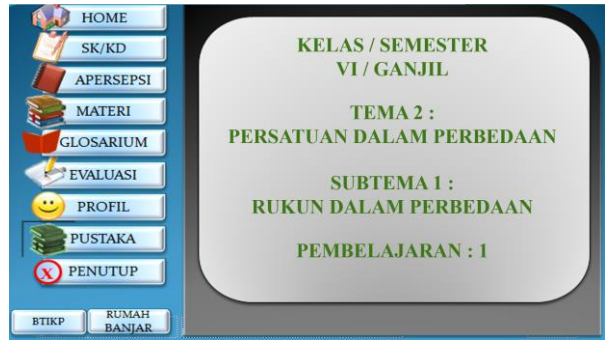 HOME
SK/KD
APERSEPSI
MATERI
GLOSARIUM
EVALUASI
PROFIL
PUSTAKA
X PENUTUP
BTIKP
RUMAH
BANJAR
KELAS / SEMESTER
VI / GANJIL
TEMA 2 :
PERSATUAN DALAM PERBEDAAN
SUBTEMA 1 :
RUKUN DALAM PERBEDAAN
PEMBELAJARAN : 1